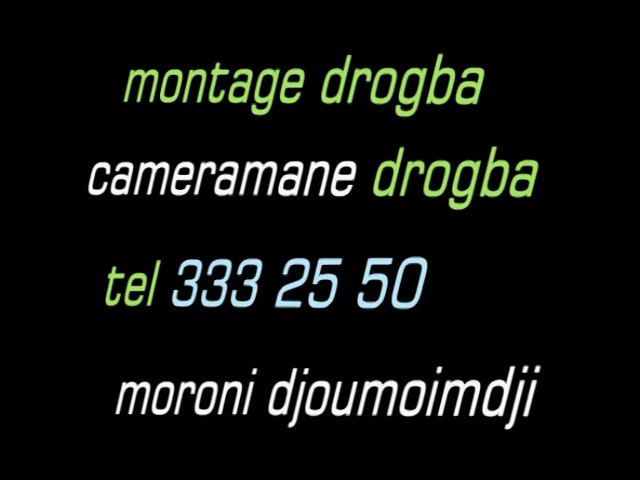 montage drogba
cameramane drogba
tel 333 25 50
moroni djoumoimdji